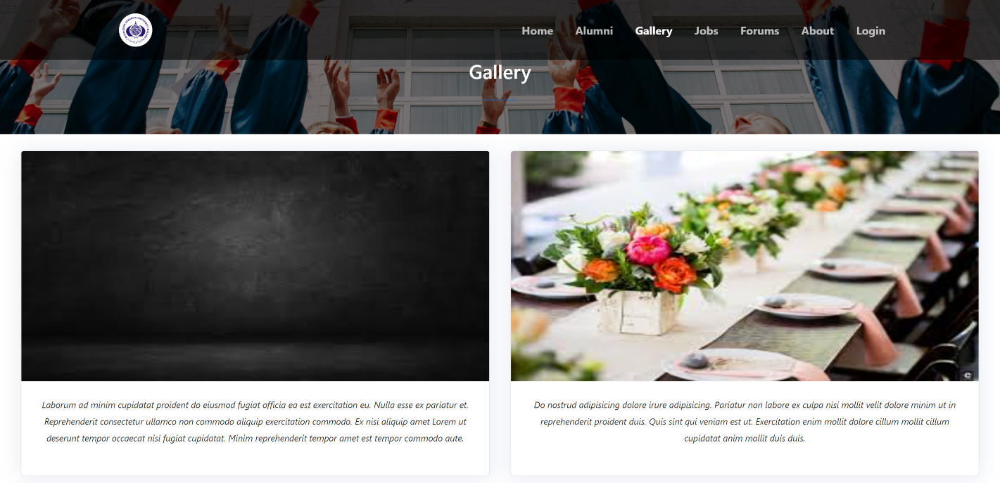 Home Alumni Gallery Jobs Forums About Login
Gallery
Laborum ad minim cupidatat proident do eiusmod fugiat officia ea est exercitation eu. Nulla esse ex pariatur et.
Reprehenderit consectetur ullamco non commodo aliquip exercitation commodo. Ex nisi aliquip amet Lorem ut
deserunt tempor occaecat nisi fugiat cupidatat. Minim reprehenderit tempor amet est tempor commodo aute.
Do nostrud adipisicing dolore irure adipisicing. Pariatur non labore ex culpa nisi mollit velit dolore minim ut in
reprehenderit proident duis. Quis sint qui veniam est ut. Exercitation enim mollit dolore cillum mollit cillum
cupidatat anim mollit duis duis.